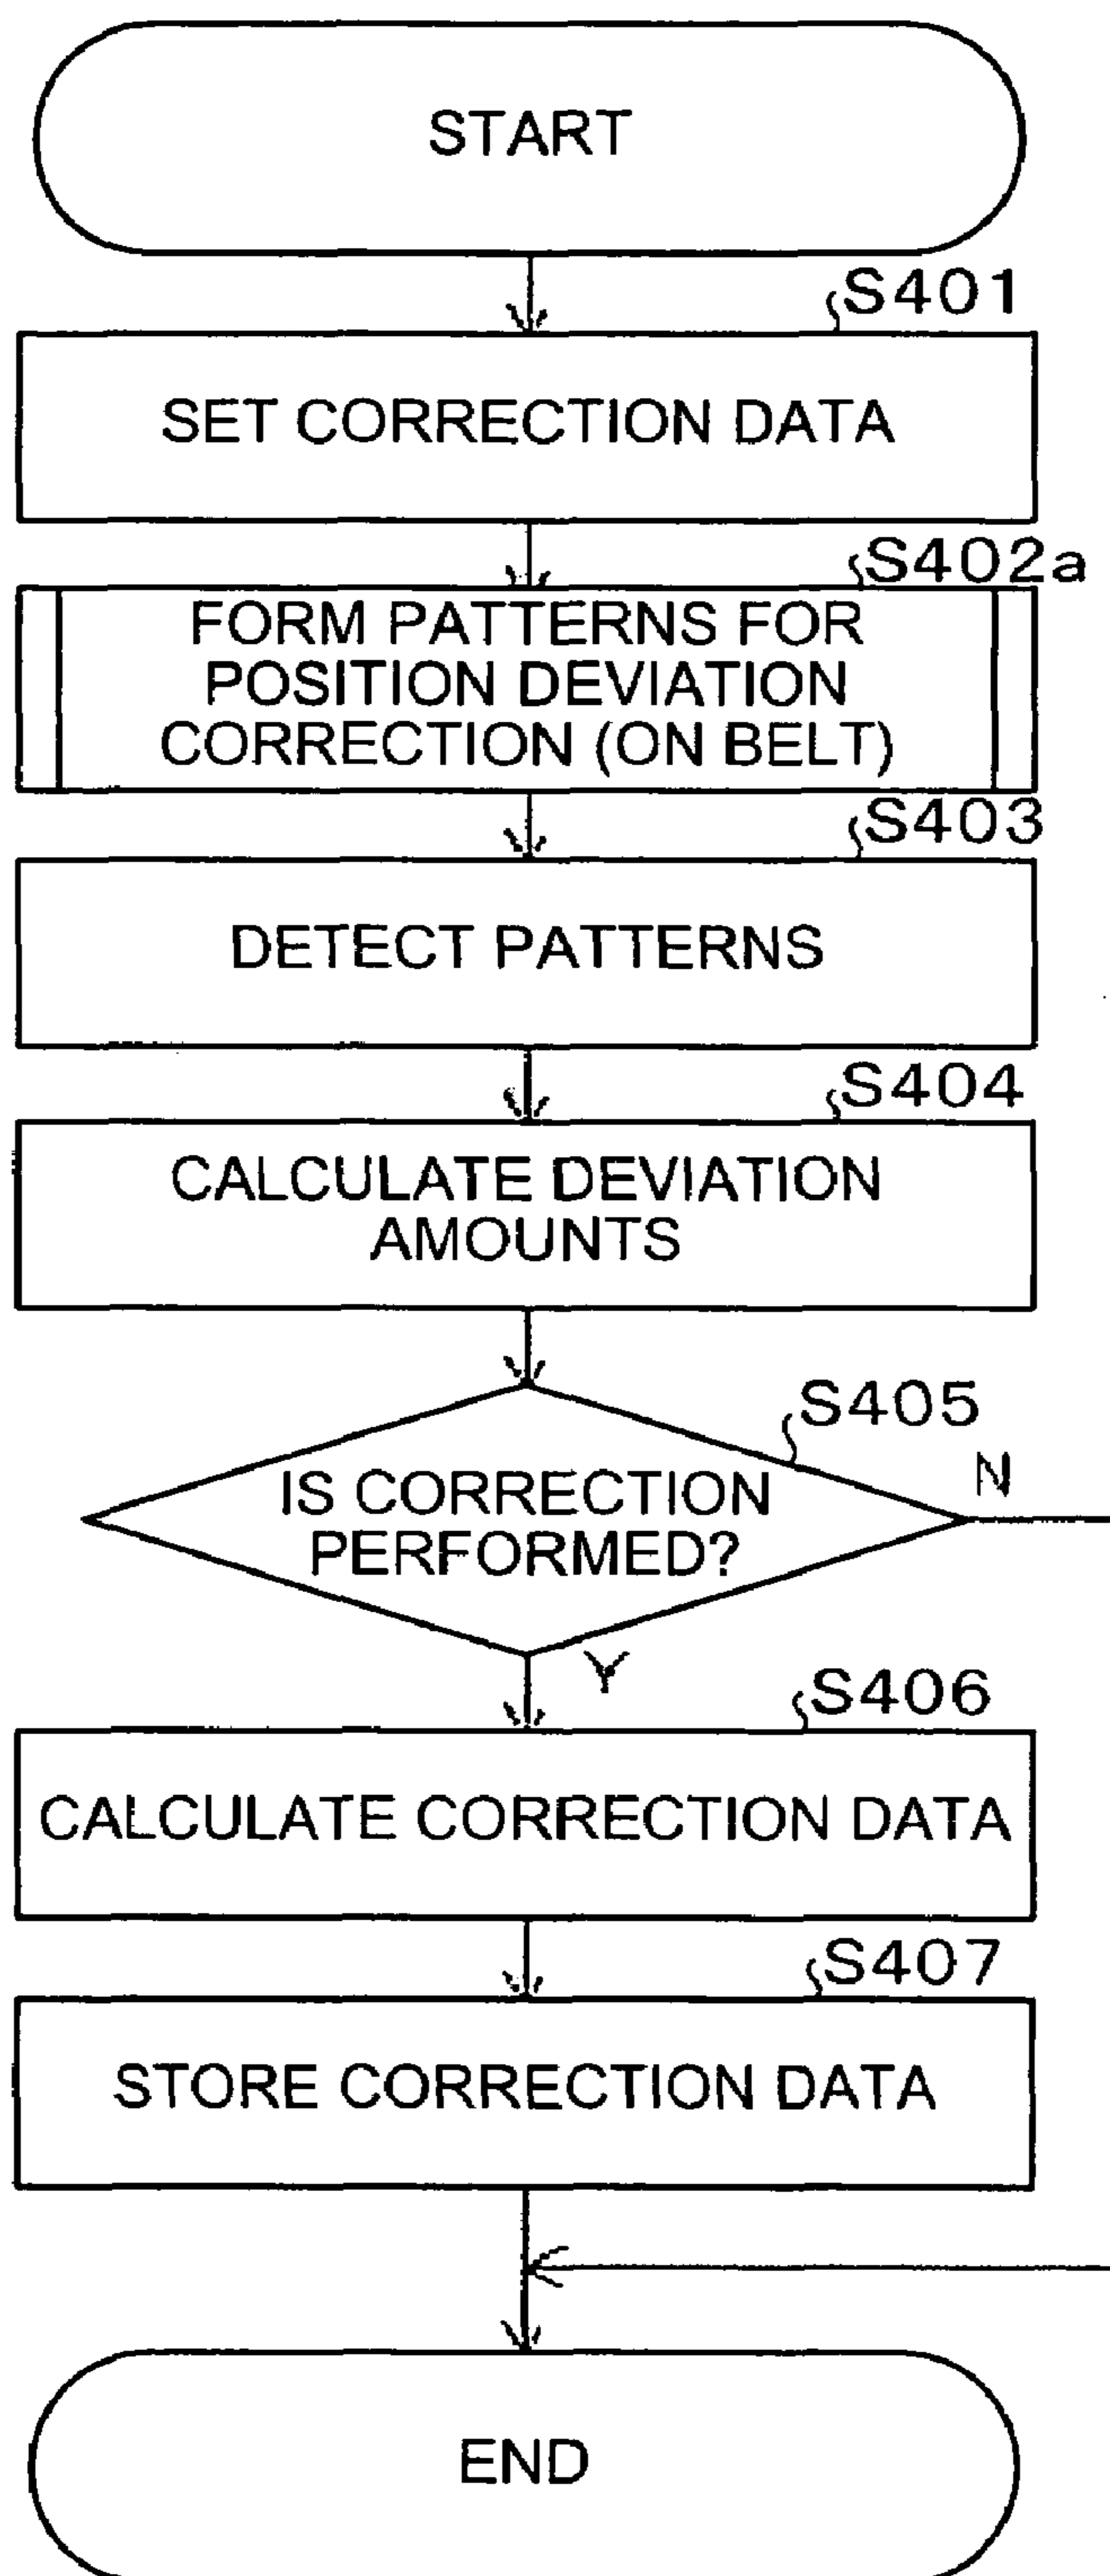 START
S401
SET CORRECTION DATA
S402a
FORM PATTERNS FOR
POSITION DEVIATION
CORRECTION (ON BELT)
S403
DETECT PATTERNS
S404
CALCULATE DEVIATION
AMOUNTS
S405
N
IS CORRECTION
PERFORMED?
Y
S406
CALCULATE CORRECTION DATA
S407
STORE CORRECTION DATA
END